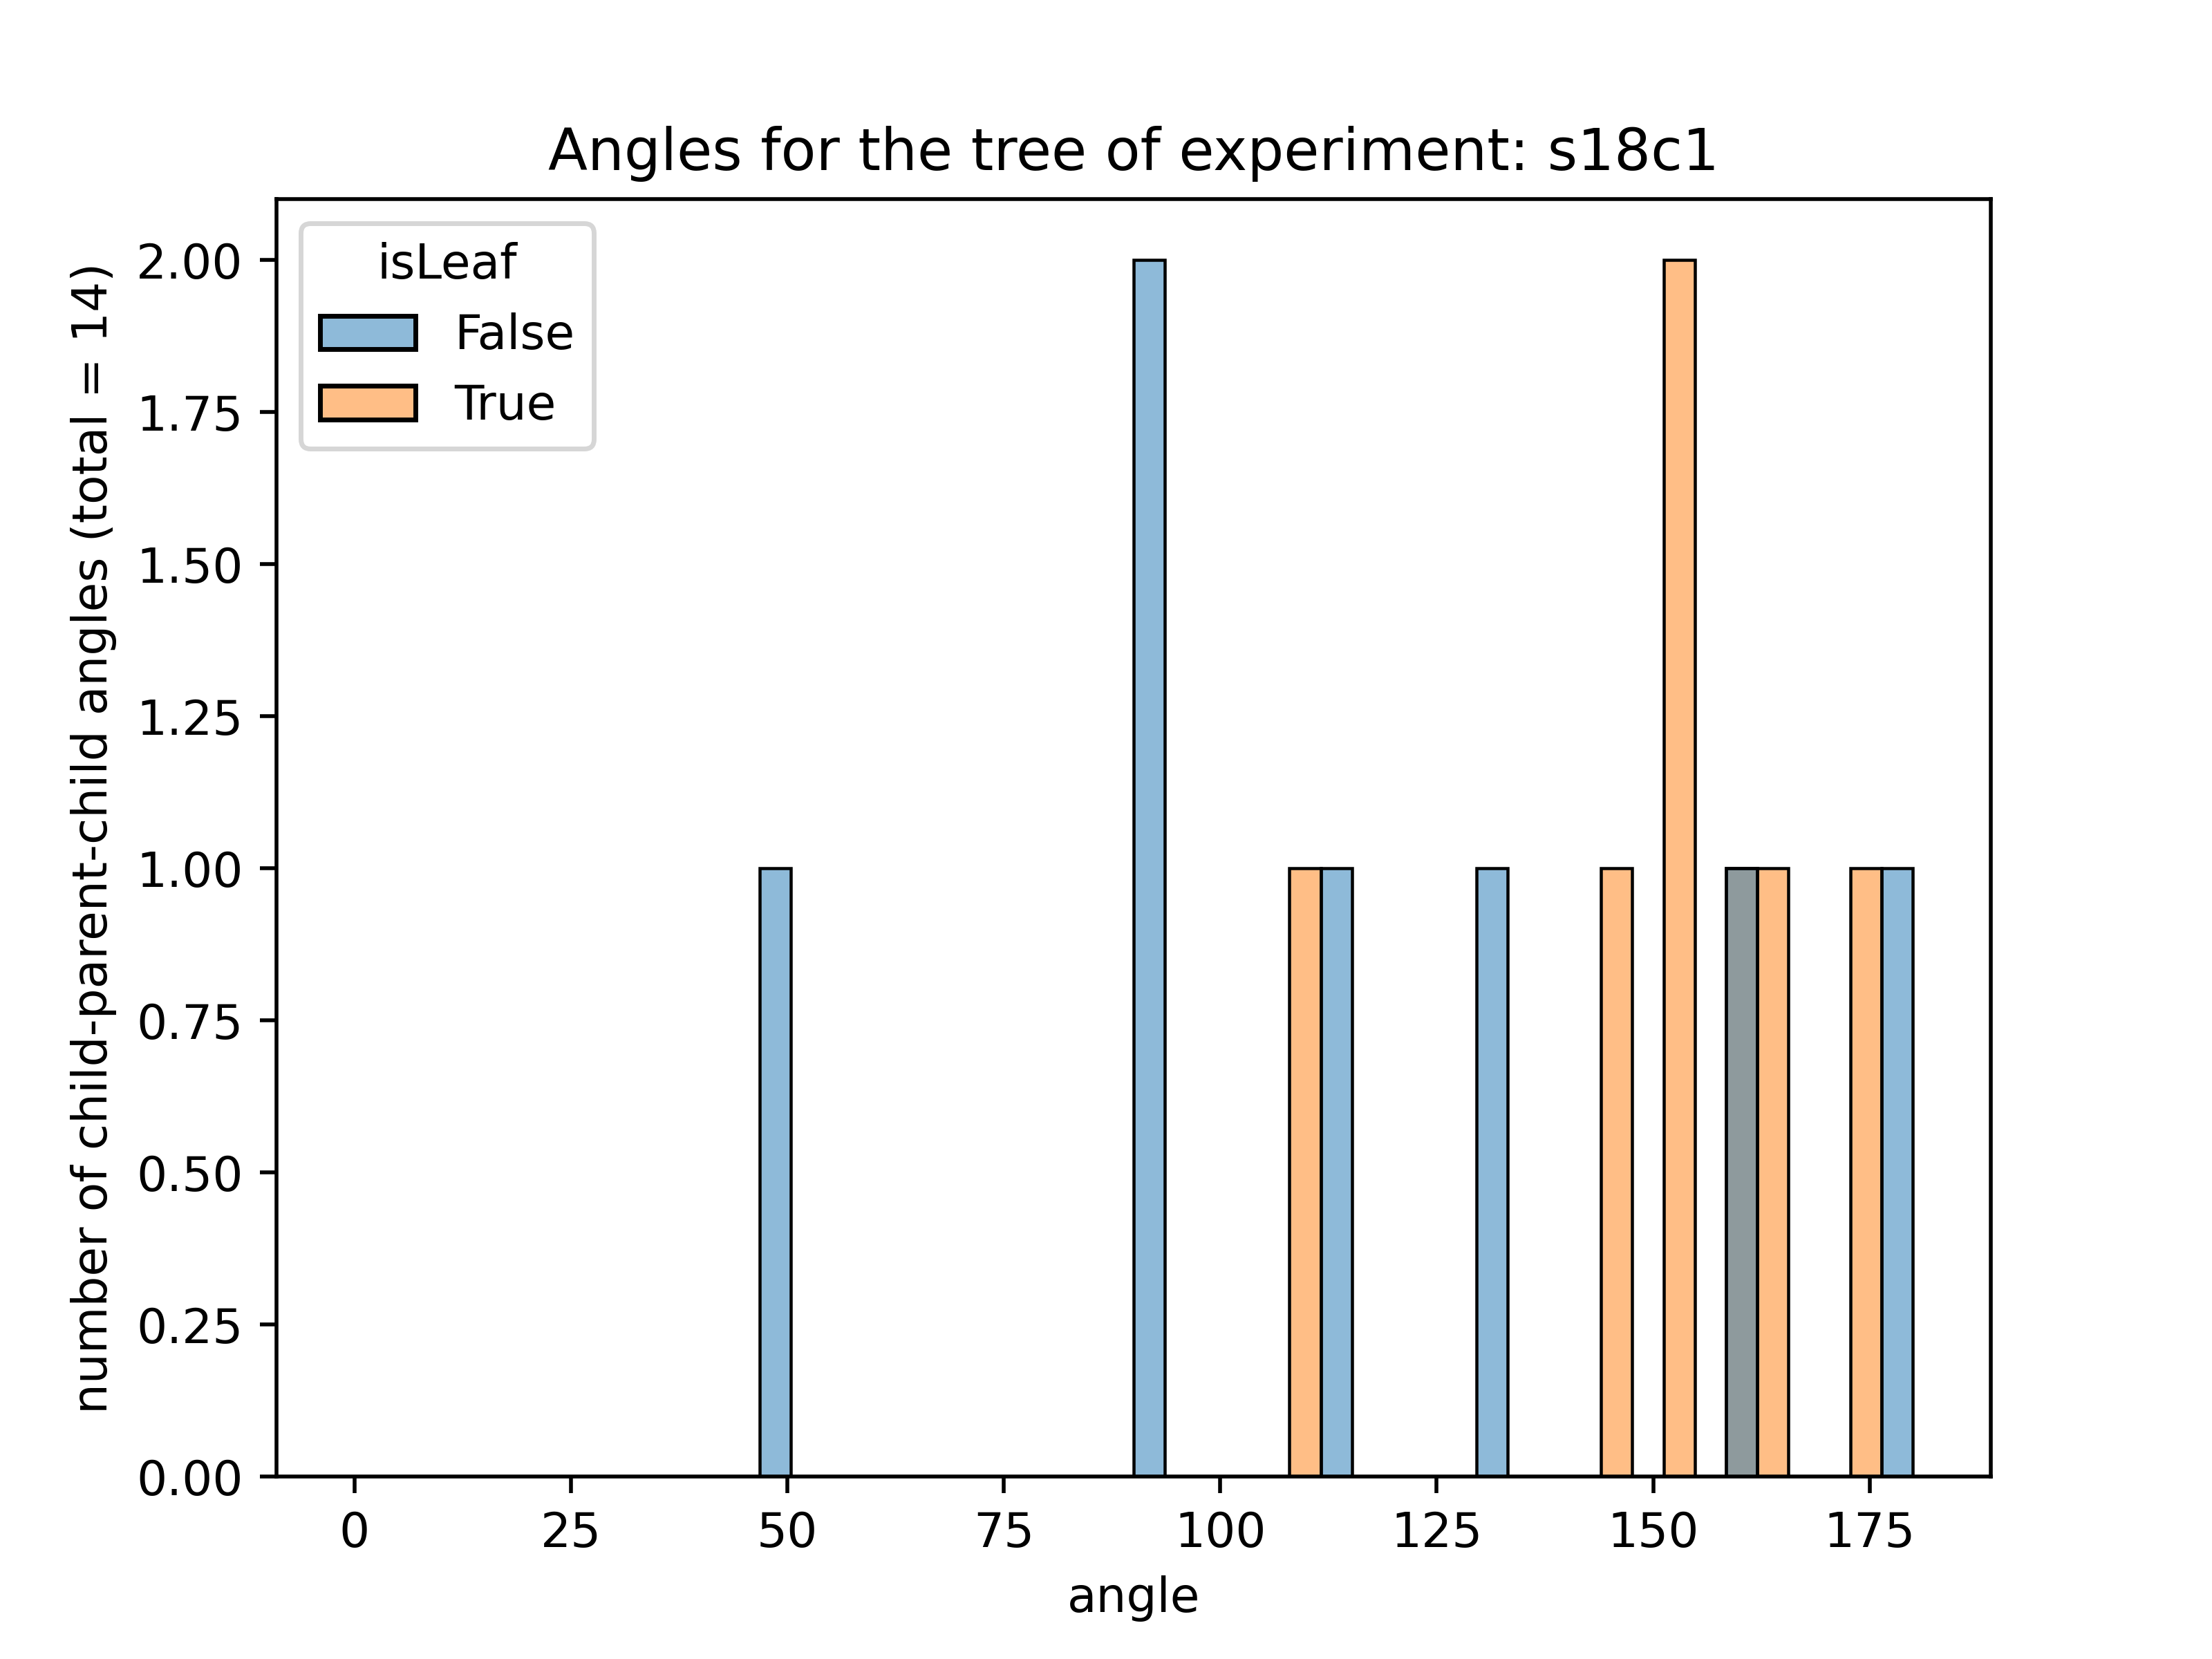 Angles for the tree of experiment: s18c1
isLeaf
False
True
number of child-parent-child angles (total = 14)
2.00
1.75
1.50
1.25
1.00
0.75
0.50
0.25
0.00
0 25 50 75 100 125 150 175
angle